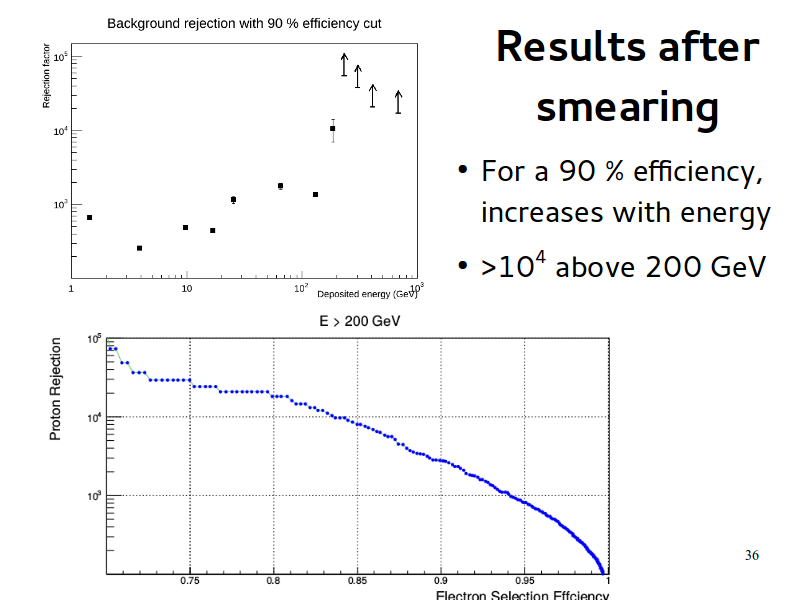 Background rejection with 90 % efficiency cut
Rejection factor
10^5
10^4
10^3
1
10
10^2
10^3
Deposited energy (GeV)
Results after
smearing
• For a 90 % efficiency,
increases with energy
• >10^4 above 200 GeV
E > 200 GeV
Proton Rejection
10^5
10^4
10^3
0.75
0.8
0.85
0.9
0.95
1
Electron Selection Effciency
36